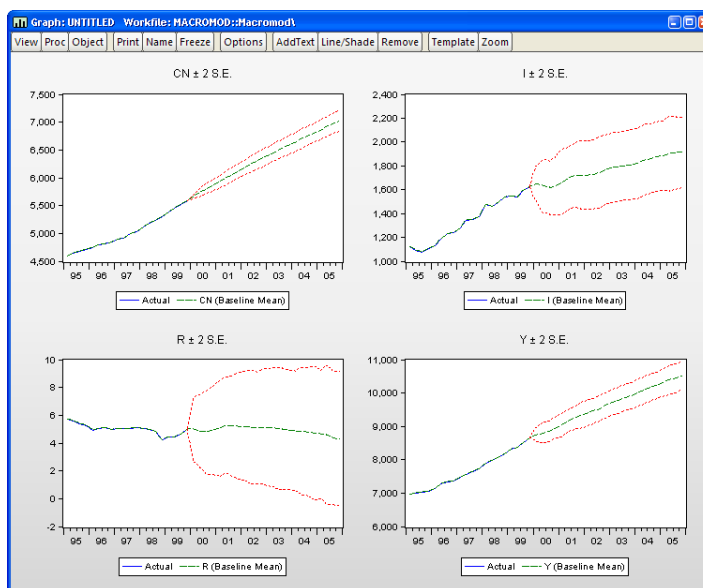 Graph: UNTITLED Workfile: MACROMOD::Macromod\
View Proc Object Print Name Freeze Options AddText Line/Shade Remove Template Zoom
CN ± 2 S.E.
7,500
7,000
6,500
6,000
5,500
5,000
4,500
95 96 97 98 99 00 01 02 03 04 05
Actual CN (Baseline Mean)
I ± 2 S.E.
2,400
2,200
2,000
1,800
1,600
1,400
1,200
1,000
95 96 97 98 99 00 01 02 03 04 05
Actual I (Baseline Mean)
R ± 2 S.E.
10
8
6
4
2
0
-2
95 96 97 98 99 00 01 02 03 04 05
Actual R (Baseline Mean)
Y ± 2 S.E.
11,000
10,000
9,000
8,000
7,000
6,000
95 96 97 98 99 00 01 02 03 04 05
Actual Y (Baseline Mean)